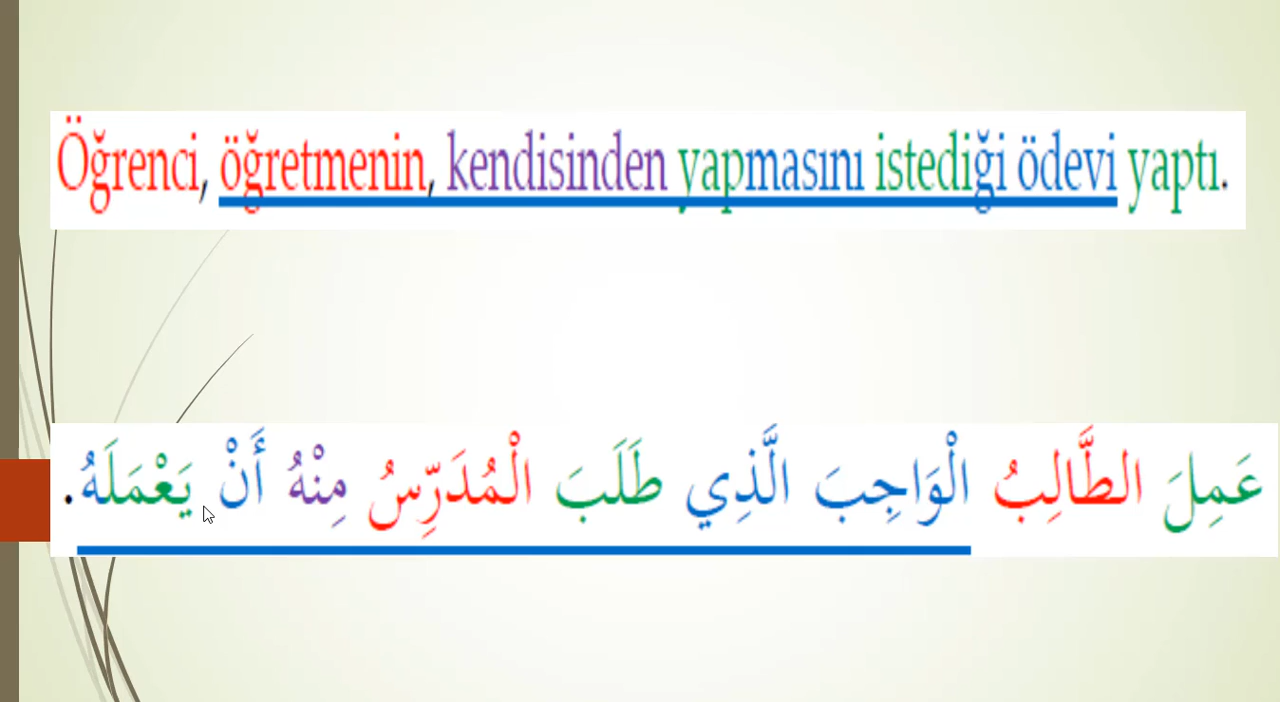 Öğrenci, öğretmenin, kendisinden yapmasını istediği ödevi yaptı.
عَمِلَ الطَّالِبُ الْوَاجِبَ الَّذِي طَلَبَ الْمُدَرِّسُ مِنْهُ أَنْ يَعْمَلَهُ.